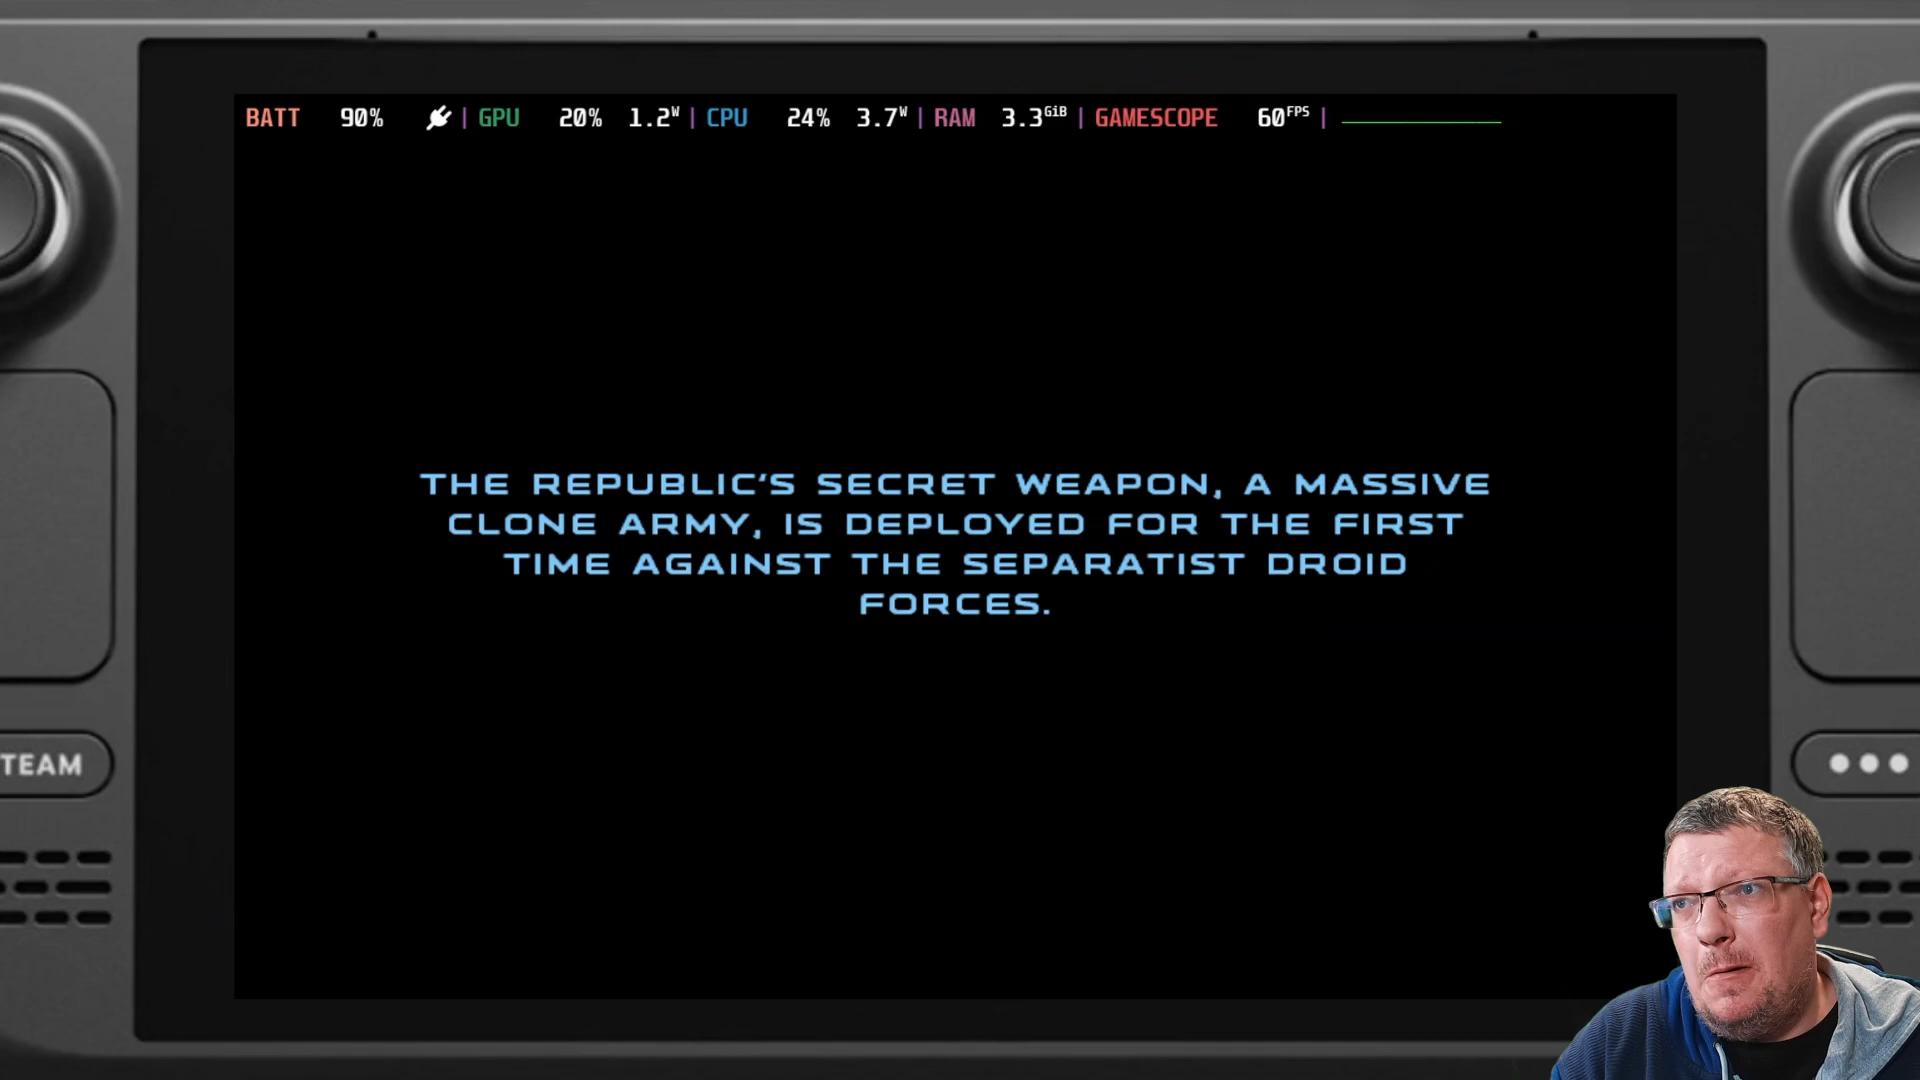 BATT 90% | GPU 20% 1.2W | CPU 24% 3.7W | RAM 3.3GiB | GAMESCOPE 60FPS |
THE REPUBLIC'S SECRET WEAPON, A MASSIVE
CLONE ARMY, IS DEPLOYED FOR THE FIRST
TIME AGAINST THE SEPARATIST DROID
FORCES.
TEAM